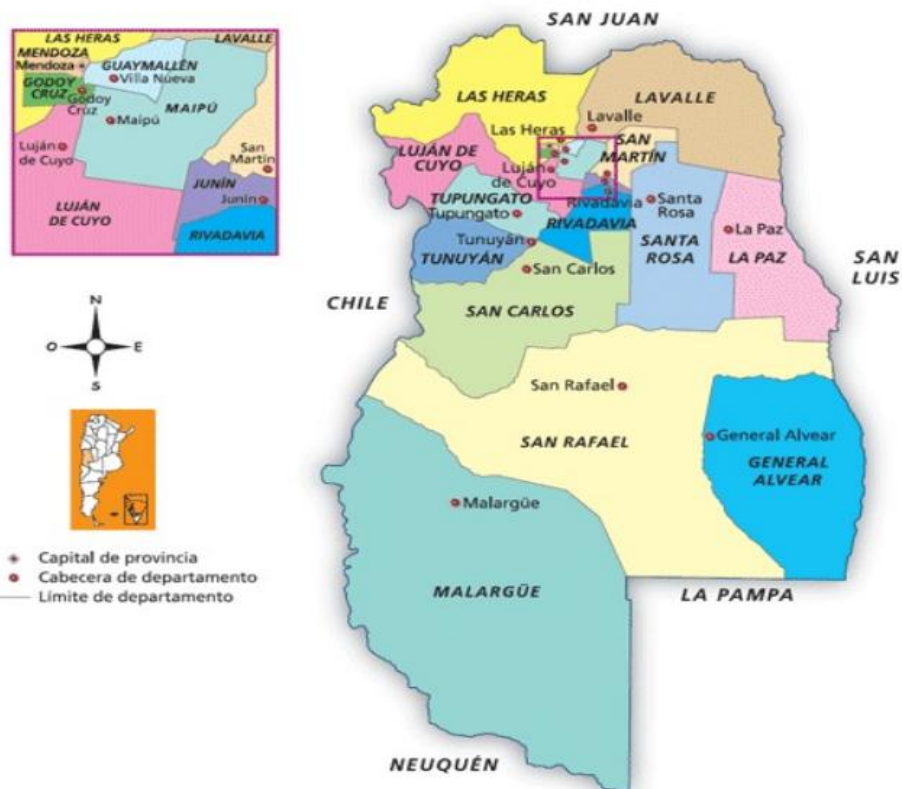 SAN JUAN
LAS HERAS
LAVALLE
MENDOZA
Mendoza
GUAYMALLÉN
Villa Núeva
GODOY
CRUZ
Godoy
Cruz
MAIPÚ
Maipú
Luján
de Cuyo
San
Martín
JUNÍN
Junín
LUJÁN
DE CUYO
RIVADAVIA
LAS HERAS
LAVALLE
Lavalle
Las Heras
LUJÁN
DE CUYO
SAN
MARTÍN
Luján
de Cuyo
TUPUNGATO
Tupungato
Rivadavia
RIVADAVIA
Santa
Rosa
SANTA
ROSA
La Paz
LA PAZ
SAN
LUIS
Tunuyán
TUNUYÁN
San Carlos
SAN CARLOS
CHILE
N
O
E
S
San Rafael
SAN RAFAEL
General Alvear
GENERAL
ALVEAR
Malargüe
MALARGÜE
Capital de provincia
Cabecera de departamento
Límite de departamento
LA PAMPA
NEUQUÉN